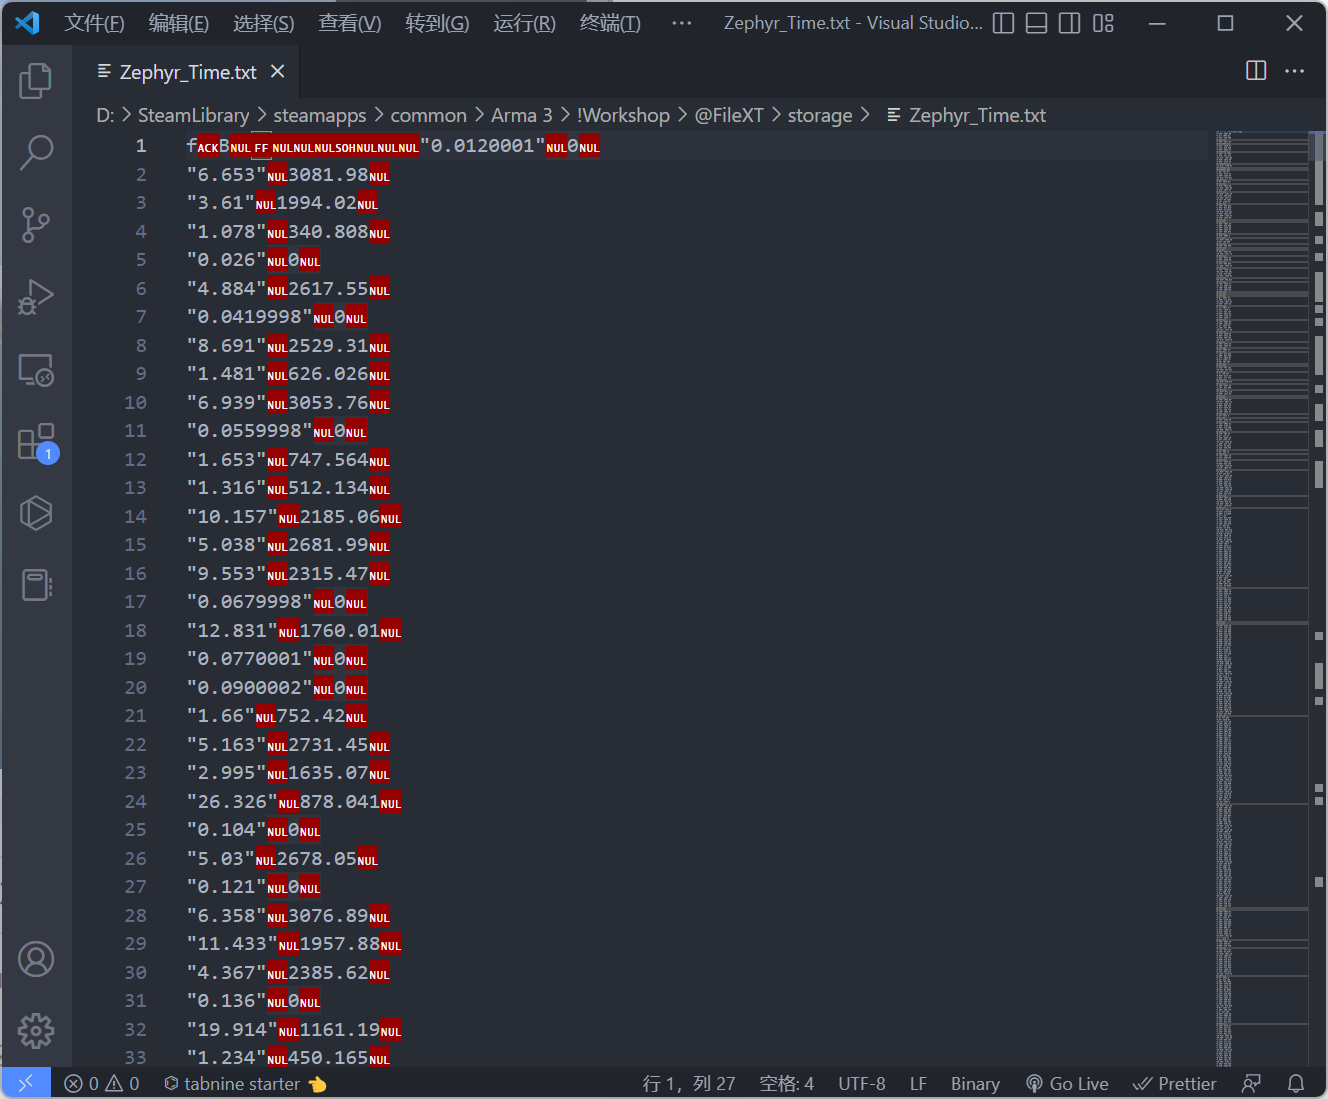 文件(F) 编辑(E) 选择(S) 查看(V) 转到(G) 运行(R) 终端(T) ··· Zephyr_Time.txt - Visual Studio...
Zephyr_Time.txt
D: > SteamLibrary > steamapps > common > Arma 3 > !Workshop > @FileXT > storage > Zephyr_Time.txt
1 fACKBNULFFNULNULNULSOHNULNULNUL"0.0120001"NUL0NUL
2 "6.653"NUL3081.98NUL
3 "3.61"NUL1994.02NUL
4 "1.078"NUL340.808NUL
5 "0.026"NUL0NUL
6 "4.884"NUL2617.55NUL
7 "0.0419998"NUL0NUL
8 "8.691"NUL2529.31NUL
9 "1.481"NUL626.026NUL
10 "6.939"NUL3053.76NUL
11 "0.0559998"NUL0NUL
12 "1.653"NUL747.564NUL
13 "1.316"NUL512.134NUL
14 "10.157"NUL2185.06NUL
15 "5.038"NUL2681.99NUL
16 "9.553"NUL2315.47NUL
17 "0.0679998"NUL0NUL
18 "12.831"NUL1760.01NUL
19 "0.0770001"NUL0NUL
20 "0.0900002"NUL0NUL
21 "1.66"NUL752.42NUL
22 "5.163"NUL2731.45NUL
23 "2.995"NUL1635.07NUL
24 "26.326"NUL878.041NUL
25 "0.104"NUL0NUL
26 "5.03"NUL2678.05NUL
27 "0.121"NUL0NUL
28 "6.358"NUL3076.89NUL
29 "11.433"NUL1957.88NUL
30 "4.367"NUL2385.62NUL
31 "0.136"NUL0NUL
32 "19.914"NUL1161.19NUL
33 "1.234"NUL450.165NUL
1
0 0 tabnine starter 行 1，列 27 空格: 4 UTF-8 LF Binary Go Live Prettier